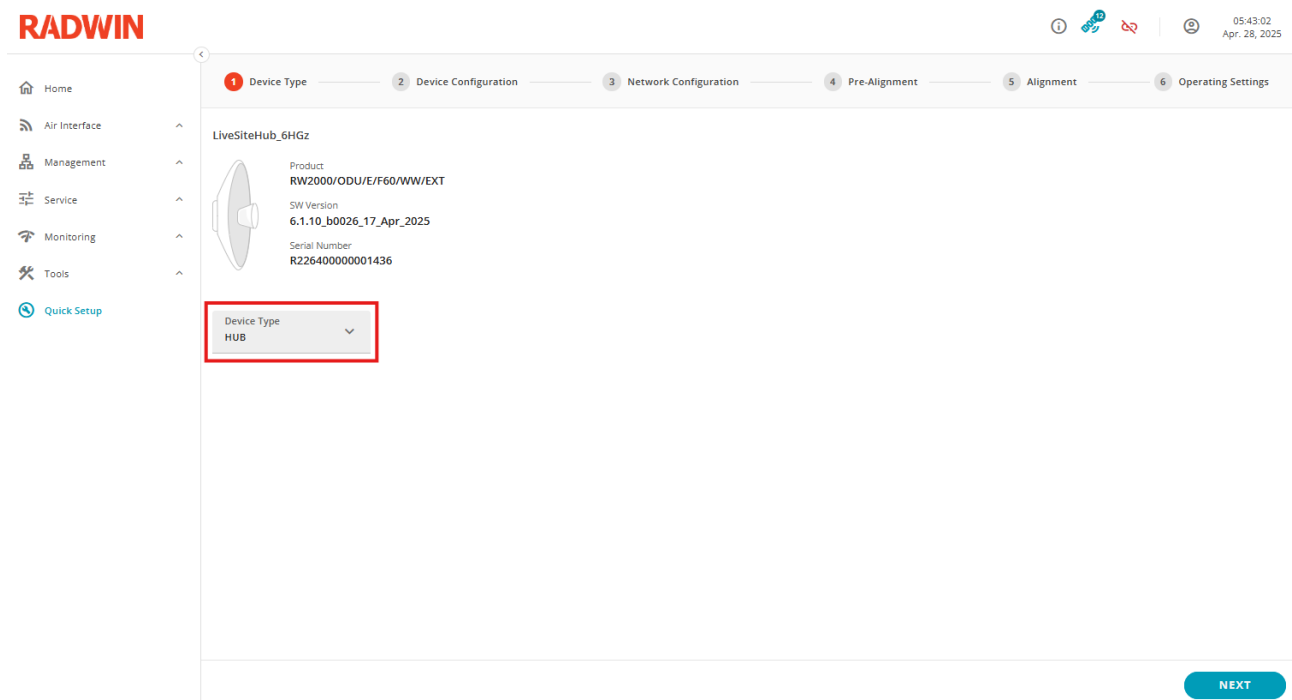 RADWIN
12
05:43:02
Apr. 28, 2025
Home
Air Interface
Management
Service
Monitoring
Tools
Quick Setup
1 Device Type 2 Device Configuration 3 Network Configuration 4 Pre-Alignment 5 Alignment 6 Operating Settings
LiveSiteHub_6HGz
Product
RW2000/ODU/E/F60/WW/EXT
SW Version
6.1.10_b0026_17_Apr_2025
Serial Number
R226400000001436
Device Type
HUB
NEXT